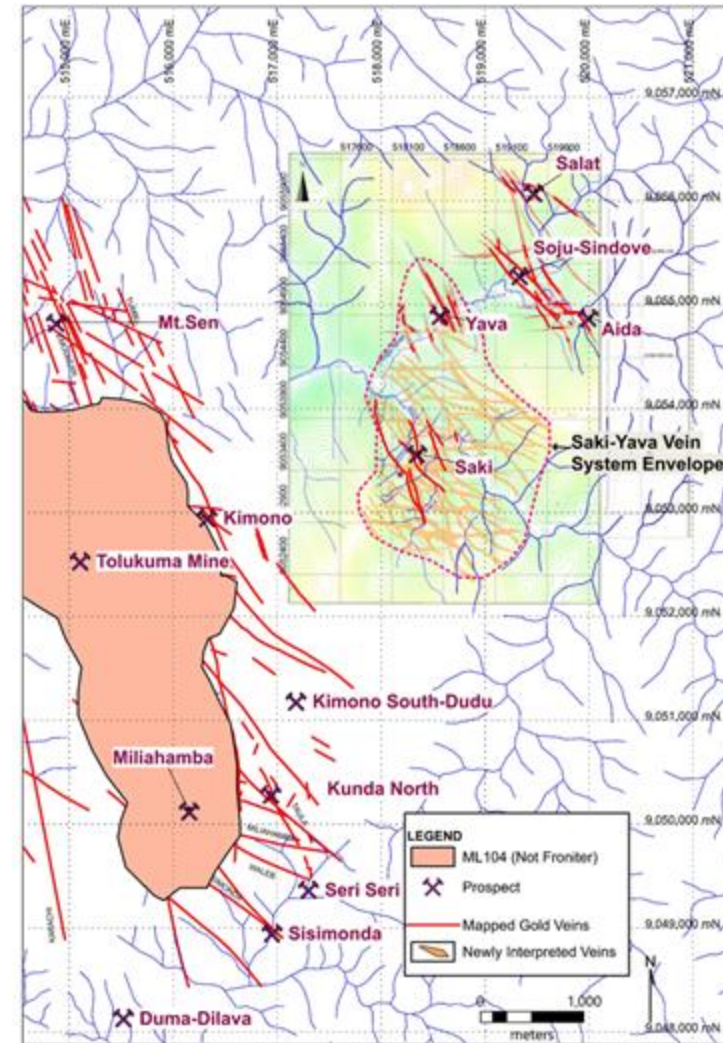 515,000 mE
516,000 mE
517,000 mE
518,000 mE
519,000 mE
520,000 mE
521,000 mE
9,057,000 mN
9,056,000 mN
9,055,000 mN
9,054,000 mN
9,053,000 mN
9,052,000 mN
9,051,000 mN
9,050,000 mN
9,049,000 mN
9,048,000 mN
Salat
Soju-Sindove
Mt.Sen
Yava
Aida
Saki
Saki-Yava Vein
System Envelope
Kimono
Tolukuma Mine
Kimono South-Dudu
Miliahamba
Kunda North
Seri Seri
Sisimonda
Duma-Dilava
LEGEND
ML104 (Not Froniter)
Prospect
Mapped Gold Veins
Newly Interpreted Veins
N
0
1,000
meters